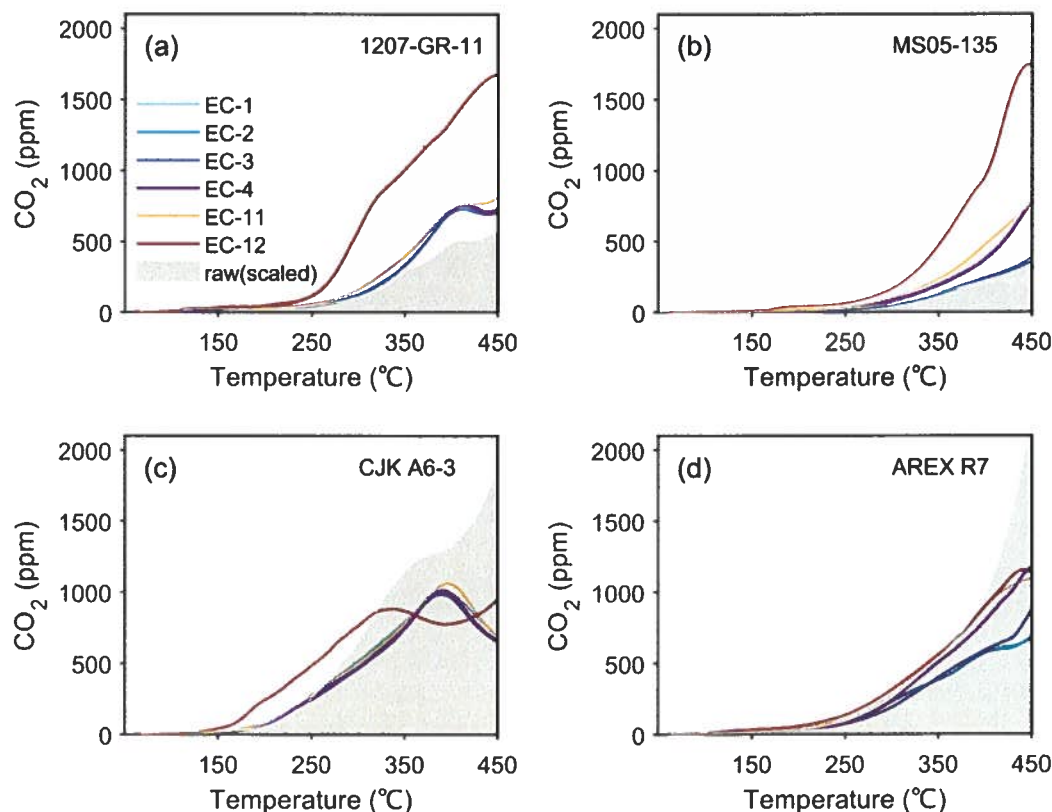 (a)
1207-GR-11
2000
1500
1000
500
0
CO2 (ppm)
EC-1
EC-2
EC-3
EC-4
EC-11
EC-12
raw(scaled)
150 250 350 450
Temperature (℃)
(b)
MS05-135
2000
1500
1000
500
0
CO2 (ppm)
150 250 350 450
Temperature (℃)
(c)
CJK A6-3
2000
1500
1000
500
0
CO2 (ppm)
150 250 350 450
Temperature (℃)
(d)
AREX R7
2000
1500
1000
500
0
CO2 (ppm)
150 250 350 450
Temperature (℃)